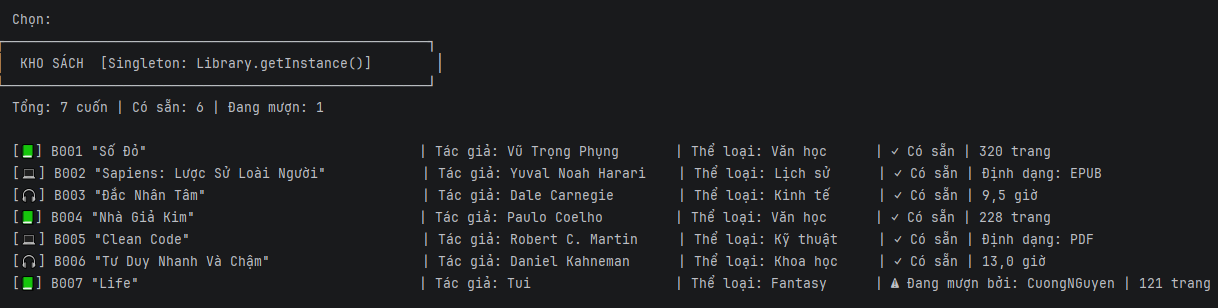 Chọn:
KHO SÁCH [Singleton: Library.getInstance()]
Tổng: 7 cuốn | Có sẵn: 6 | Đang mượn: 1
[📗] B001 "Số Đỏ" | Tác giả: Vũ Trọng Phụng | Thể loại: Văn học | ✓ Có sẵn | 320 trang
[💻] B002 "Sapiens: Lược Sử Loài Người" | Tác giả: Yuval Noah Harari | Thể loại: Lịch sử | ✓ Có sẵn | Định dạng: EPUB
[🎧] B003 "Đắc Nhân Tâm" | Tác giả: Dale Carnegie | Thể loại: Kinh tế | ✓ Có sẵn | 9,5 giờ
[📗] B004 "Nhà Giả Kim" | Tác giả: Paulo Coelho | Thể loại: Văn học | ✓ Có sẵn | 228 trang
[💻] B005 "Clean Code" | Tác giả: Robert C. Martin | Thể loại: Kỹ thuật | ✓ Có sẵn | Định dạng: PDF
[🎧] B006 "Tư Duy Nhanh Và Chậm" | Tác giả: Daniel Kahneman | Thể loại: Khoa học | ✓ Có sẵn | 13,0 giờ
[📗] B007 "Life" | Tác giả: Tui | Thể loại: Fantasy | ⚠ Đang mượn bởi: CuongNGuyen | 121 trang